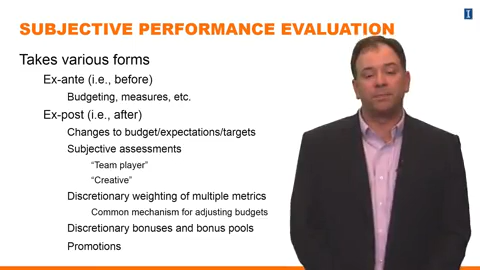 SUBJECTIVE PERFORMANCE EVALUATION
Takes various forms
Ex-ante (i.e., before)
Budgeting, measures, etc.
Ex-post (i.e., after)
Changes to budget/expectations/targets
Subjective assessments
“Team player”
“Creative”
Discretionary weighting of multiple metrics
Common mechanism for adjusting budgets
Discretionary bonuses and bonus pools
Promotions
I